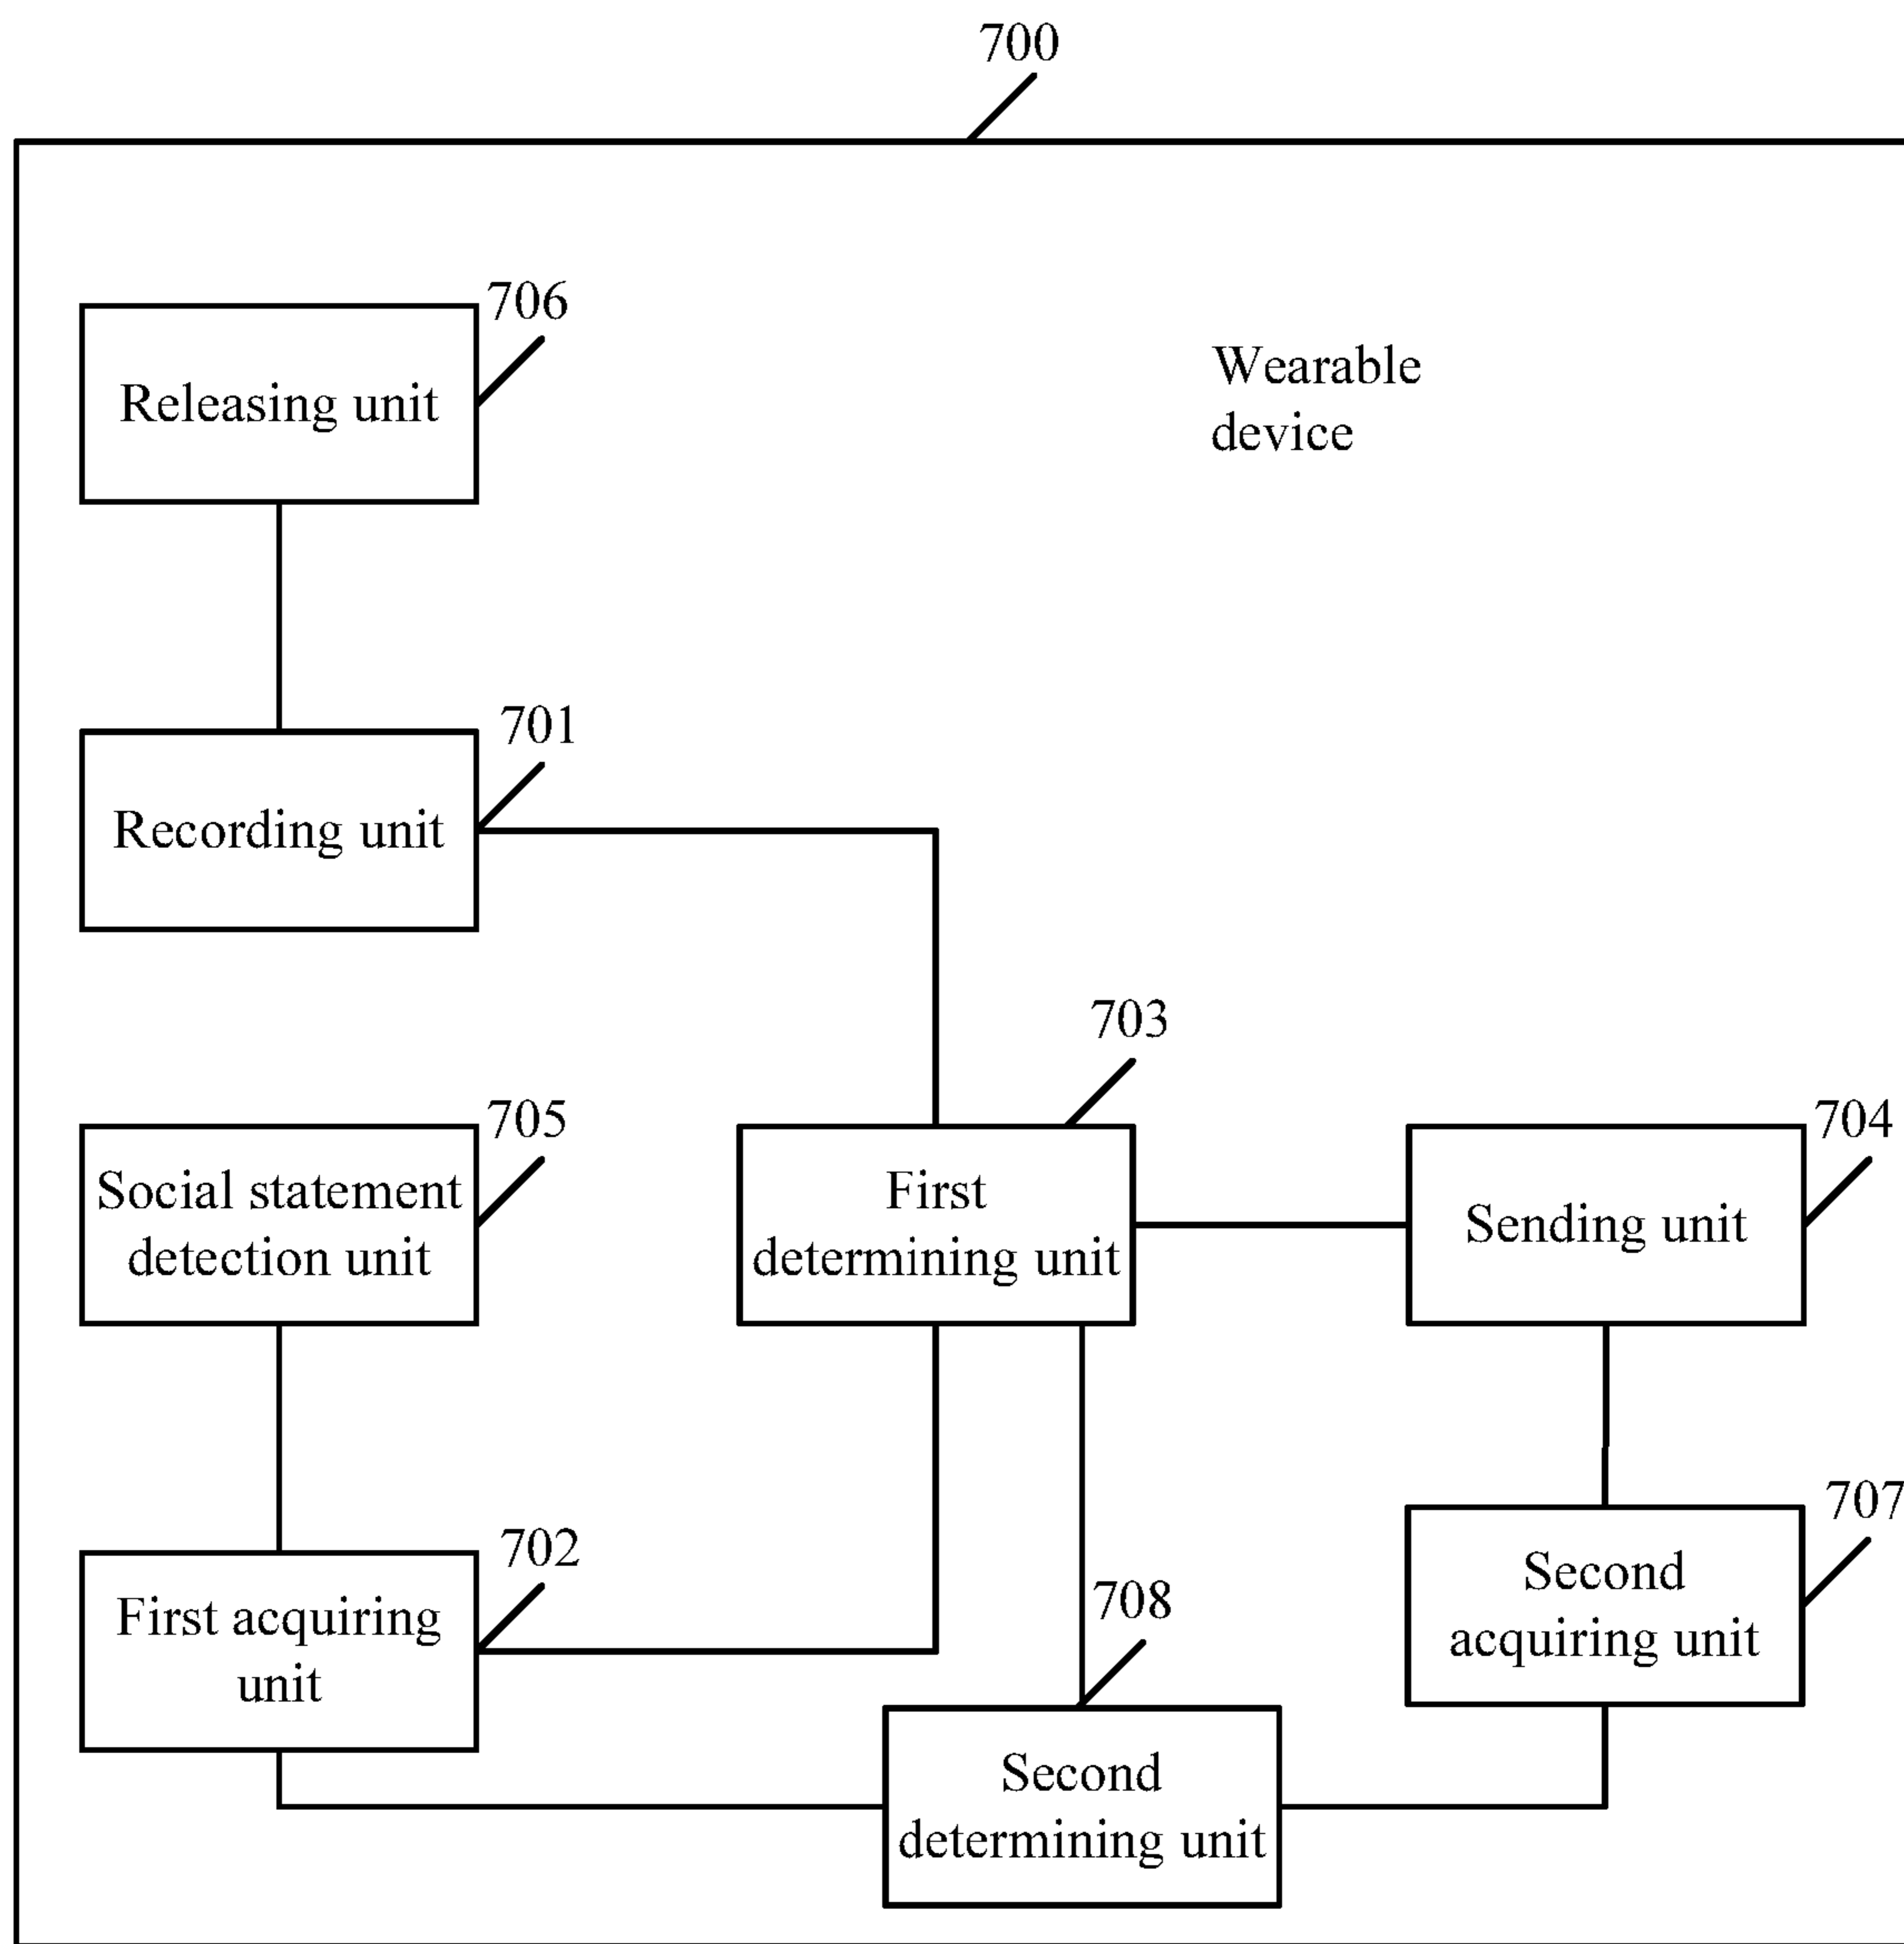 700
706
Releasing unit
Wearable
device
701
Recording unit
703
705
704
Social statement
detection unit
First
determining unit
Sending unit
702
707
First acquiring
unit
708
Second
acquiring unit
Second
determining unit